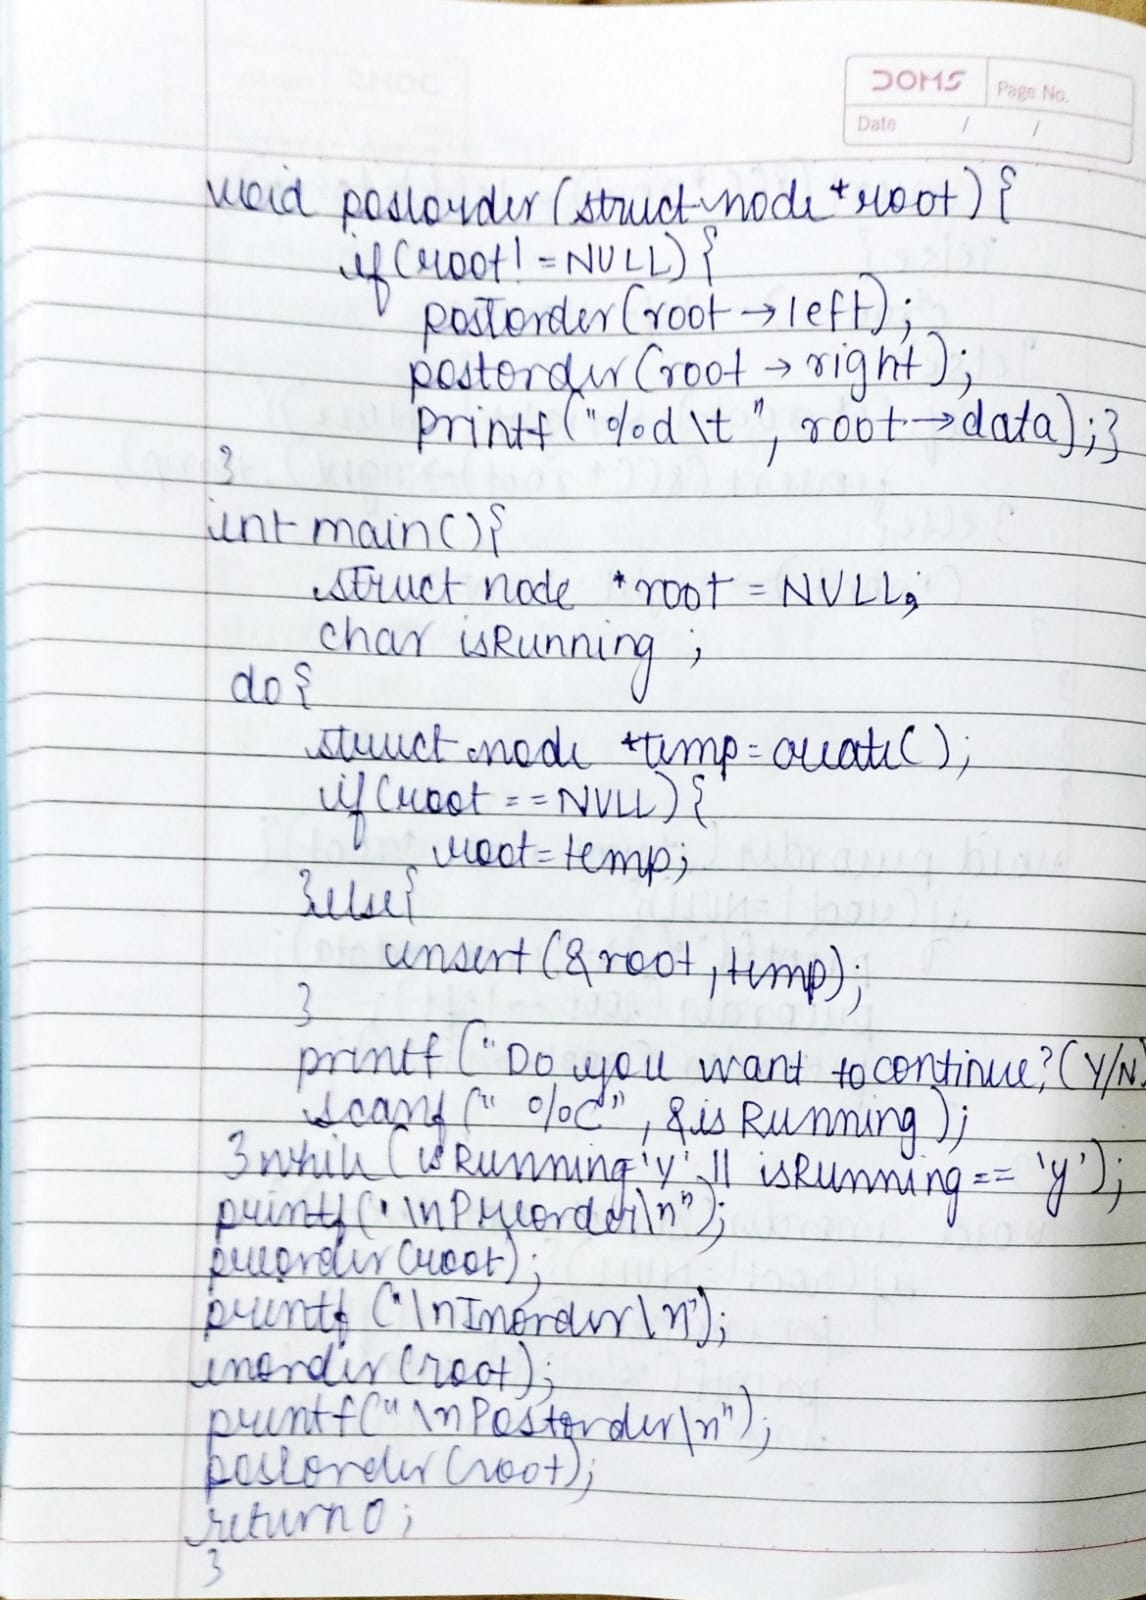 DOMS Page No.
Date / /
void postorder (struct node *root) {
if (root! = NULL) {
postorder (root → left);
postorder (root → right);
printf ("%d \t", root → data);}
}
int main () {
struct node *root = NULL;
char isRunning ;
do {
struct node *temp = create ();
if (root == NULL) {
root = temp;
} else {
insert (&root, temp);
}
printf ("Do you want to continue? (Y/N)
scanf (" %c", &isRunning);
} while (isRunning = 'y' || isRunning == 'y');
printf (" \nPreorder\n");
preorder (root);
printf (" \nInorder \n");
inorder (root);
printf (" \nPostorder \n");
postorder (root);
return 0 ;
}